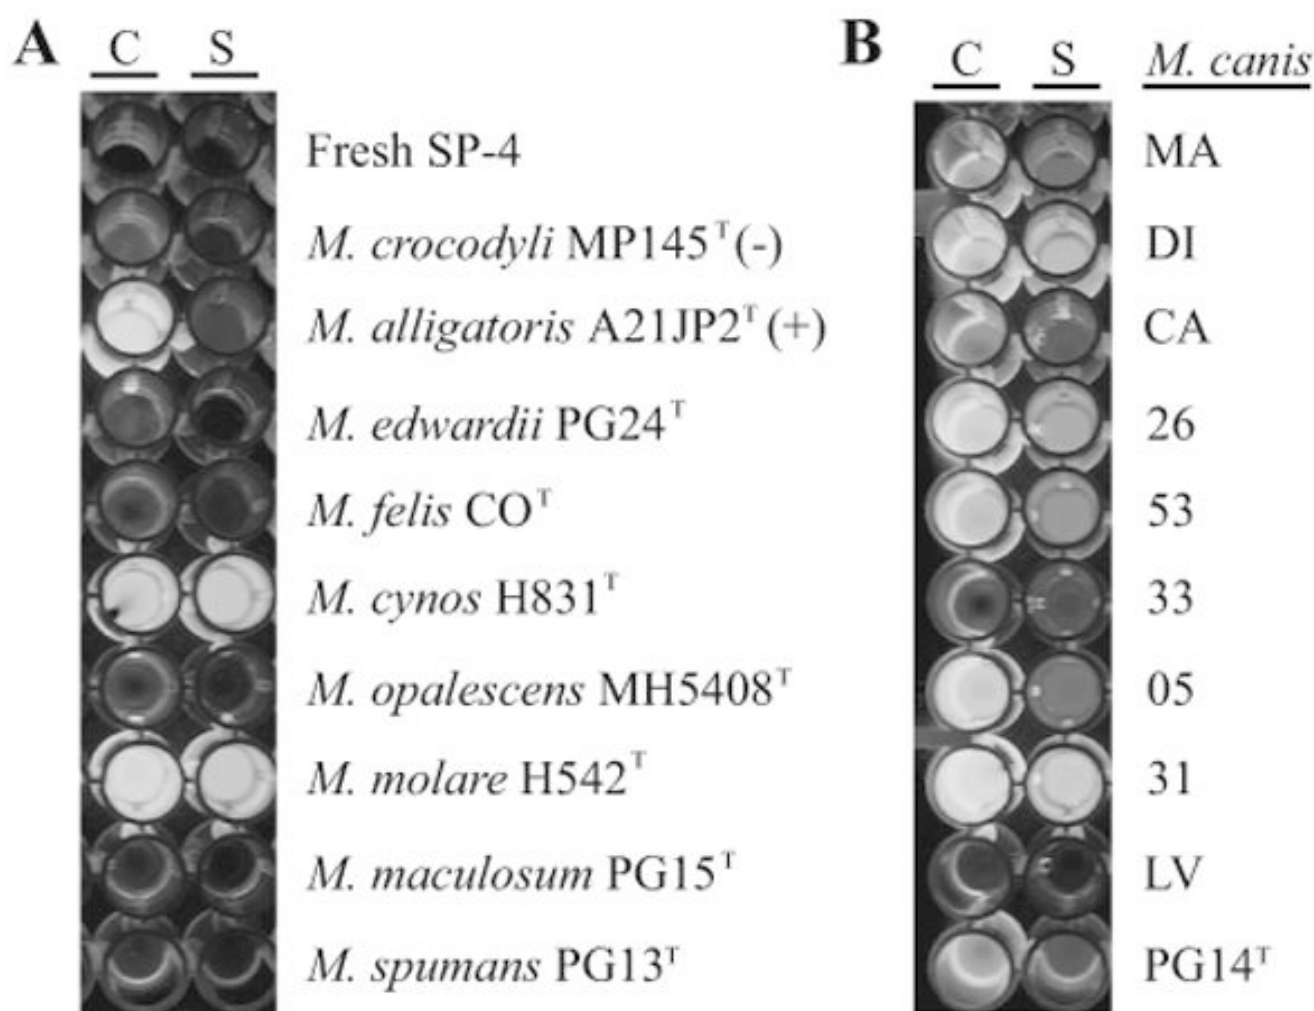 A
C S
Fresh SP-4
M. crocodyli MP145ᵀ (-)
M. alligatoris A21JP2ᵀ (+)
M. edwardii PG24ᵀ
M. felis COᵀ
M. cynos H831ᵀ
M. opalescens MH5408ᵀ
M. molare H542ᵀ
M. maculosum PG15ᵀ
M. spumans PG13ᵀ
B
C S M. canis
MA
DI
CA
26
53
33
05
31
LV
PG14ᵀ